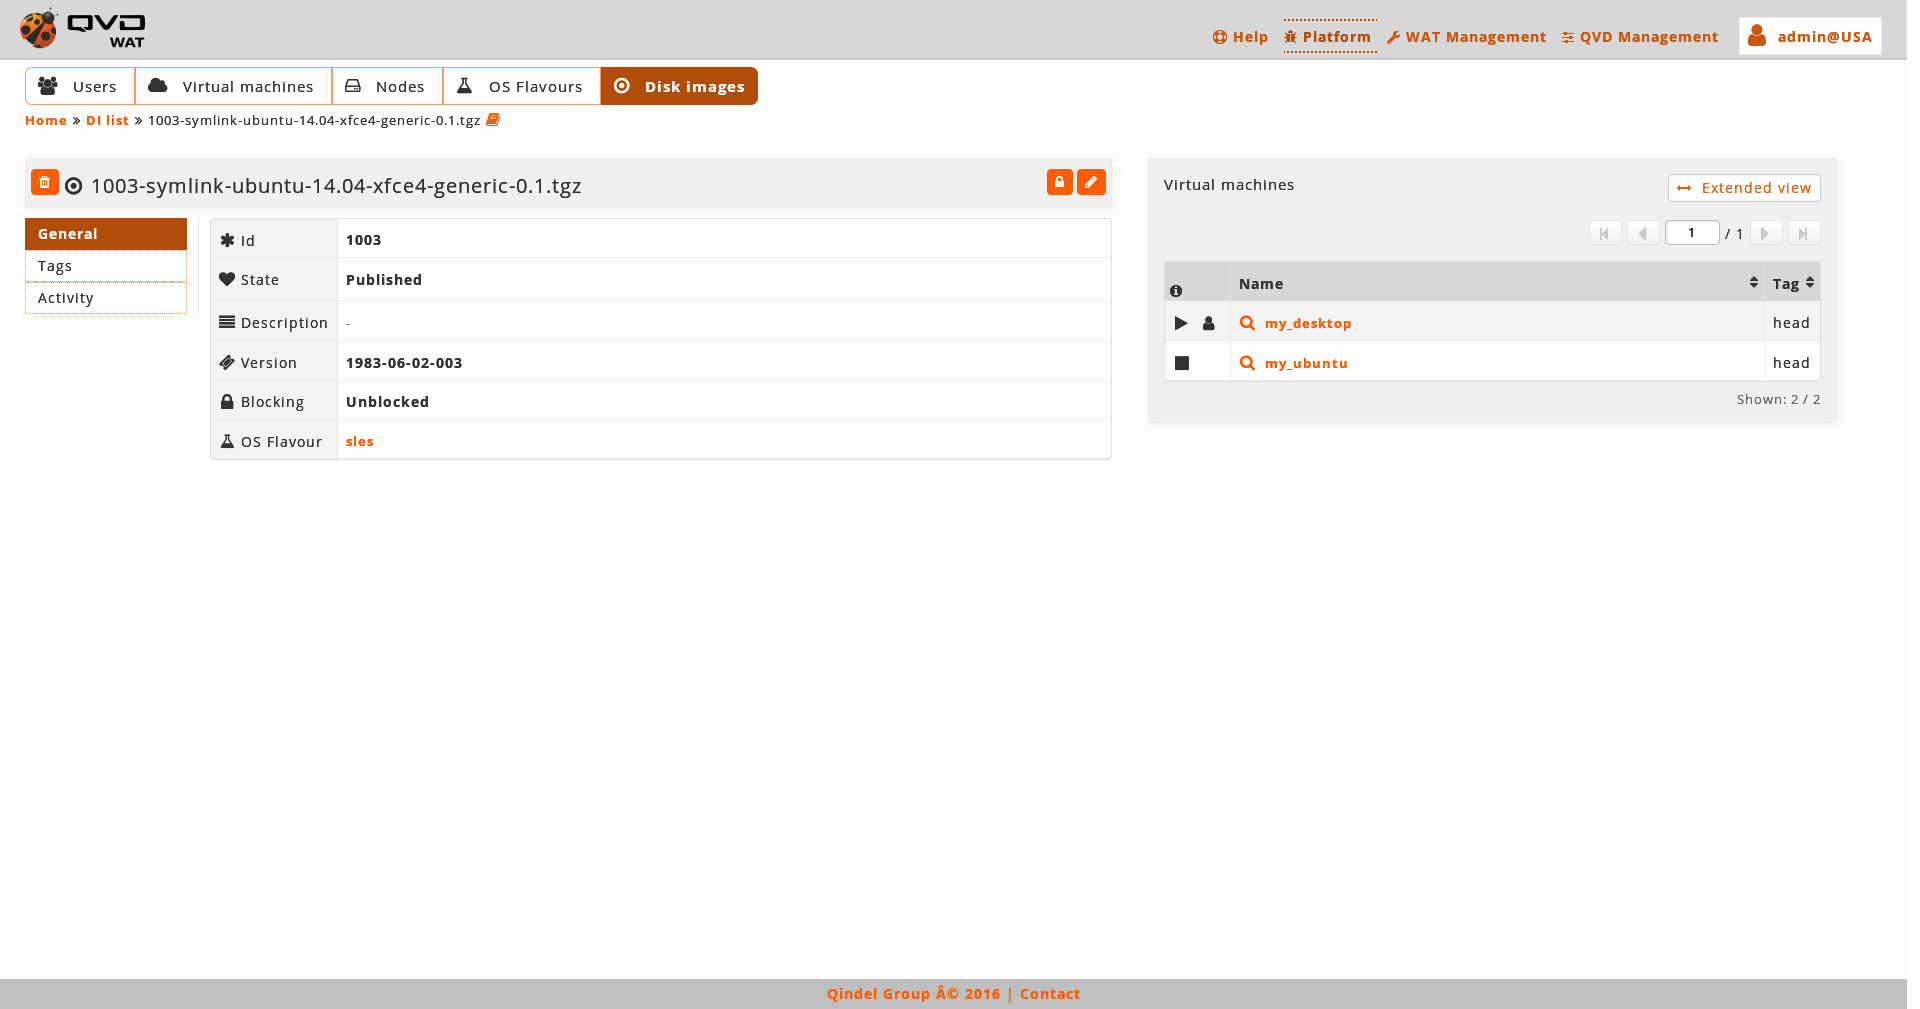 QVD
WAT
Help Platform WAT Management QVD Management admin@USA
Users Virtual machines Nodes OS Flavours Disk images
Home » DI list » 1003-symlink-ubuntu-14.04-xfce4-generic-0.1.tgz
1003-symlink-ubuntu-14.04-xfce4-generic-0.1.tgz
General
Tags
Activity
Id 1003
State Published
Description -
Version 1983-06-02-003
Blocking Unblocked
OS Flavour sles
Virtual machines
Extended view
1 / 1
Name Tag
my_desktop head
my_ubuntu head
Shown: 2 / 2
Qindel Group Â© 2016 | Contact